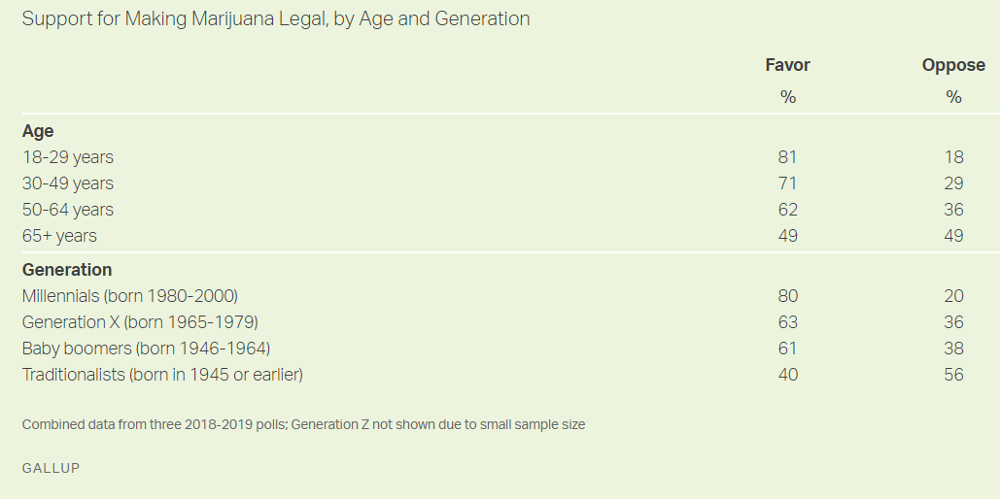 Support for Making Marijuana Legal, by Age and Generation
Favor Oppose
% %
Age
18-29 years 81 18
30-49 years 71 29
50-64 years 62 36
65+ years 49 49
Generation
Millennials (born 1980-2000) 80 20
Generation X (born 1965-1979) 63 36
Baby boomers (born 1946-1964) 61 38
Traditionalists (born in 1945 or earlier) 40 56
Combined data from three 2018-2019 polls; Generation Z not shown due to small sample size
GALLUP